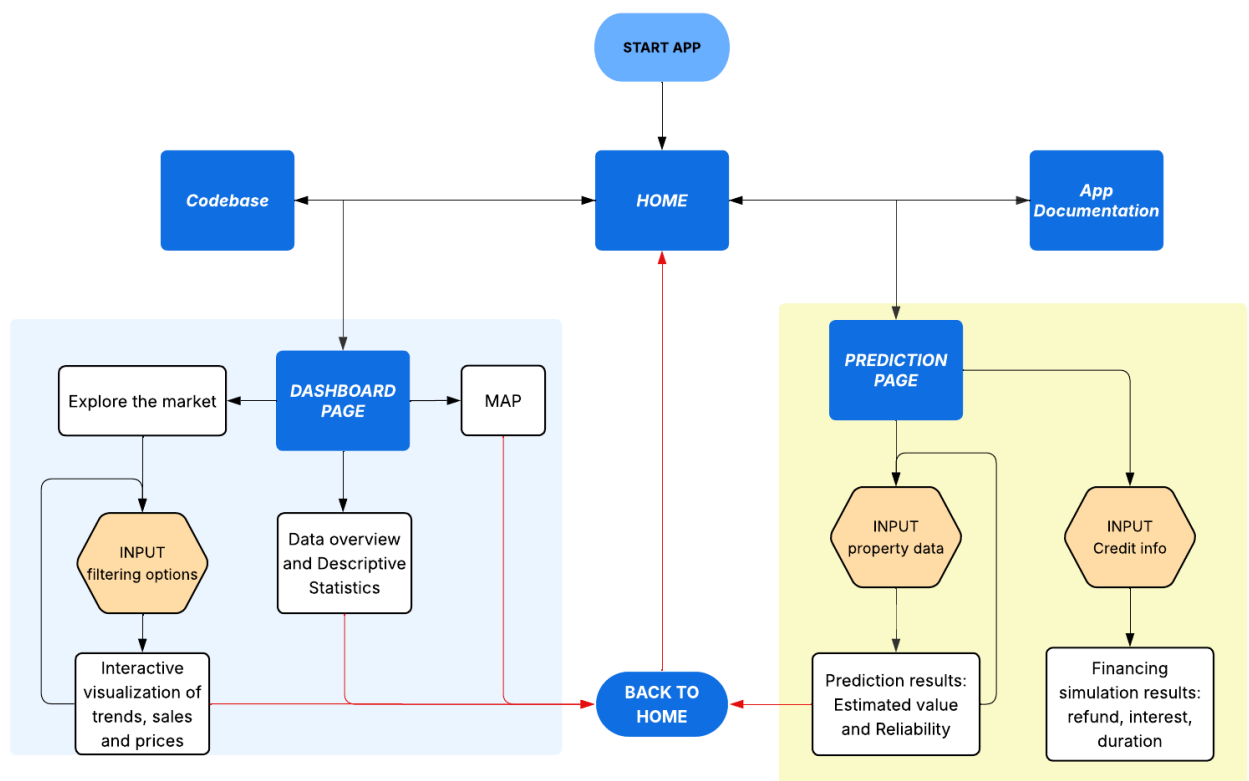 START APP
Codebase
HOME
App
Documentation
DASHBOARD
PAGE
Explore the market
MAP
INPUT
filtering options
Data overview
and Descriptive
Statistics
Interactive
visualization of
trends, sales
and prices
BACK TO
HOME
PREDICTION
PAGE
INPUT
property data
INPUT
Credit info
Prediction results:
Estimated value
and Reliability
Financing
simulation results:
refund, interest,
duration